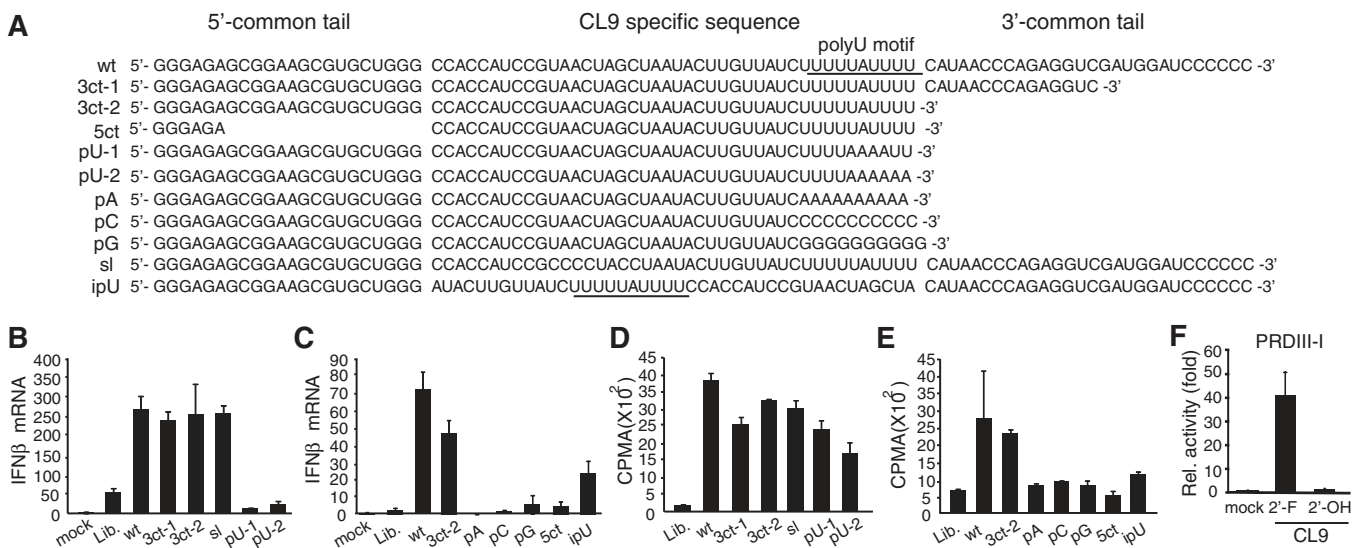 A
5'-common tail CL9 specific sequence 3'-common tail
polyU motif
wt 5'- GGGAGAGCGGAAGCGUGCUGGG CCACCAUCCGUAACUAGCUAAUACUUGUUAUCUUUUUAUUUU CAUAACCCAGAGGUCGAUGGAUCCCCCC -3'
3ct-1 5'- GGGAGAGCGGAAGCGUGCUGGG CCACCAUCCGUAACUAGCUAAUACUUGUUAUCUUUUUAUUUU CAUAACCCAGAGGUC -3'
3ct-2 5'- GGGAGAGCGGAAGCGUGCUGGG CCACCAUCCGUAACUAGCUAAUACUUGUUAUCUUUUUAUUUU -3'
5ct 5'- GGGAGA CCACCAUCCGUAACUAGCUAAUACUUGUUAUCUUUUUAUUUU -3'
pU-1 5'- GGGAGAGCGGAAGCGUGCUGGG CCACCAUCCGUAACUAGCUAAUACUUGUUAUCUUUUAAAAUU -3'
pU-2 5'- GGGAGAGCGGAAGCGUGCUGGG CCACCAUCCGUAACUAGCUAAUACUUGUUAUCUUUUAAAAAA -3'
pA 5'- GGGAGAGCGGAAGCGUGCUGGG CCACCAUCCGUAACUAGCUAAUACUUGUUAUCAAAAAAAAAA -3'
pC 5'- GGGAGAGCGGAAGCGUGCUGGG CCACCAUCCGUAACUAGCUAAUACUUGUUAUCCCCCCCCCCC -3'
pG 5'- GGGAGAGCGGAAGCGUGCUGGG CCACCAUCCGUAACUAGCUAAUACUUGUUAUCGGGGGGGGGG -3'
sl 5'- GGGAGAGCGGAAGCGUGCUGGG CCACCAUCCGCCCCUACCUAAUACUUGUUAUCUUUUUAUUUU CAUAACCCAGAGGUCGAUGGAUCCCCCC -3'
ipU 5'- GGGAGAGCGGAAGCGUGCUGGG AUACUUGUUAUCUUUUUAUUUUCCACCAUCCGUAACUAGCUA CAUAACCCAGAGGUCGAUGGAUCCCCCC -3'
B
IFNβ mRNA
400
350
300
250
200
150
100
50
0
mock Lib. wt 3ct-1 3ct-2 sl pU-1 pU-2
C
IFNβ mRNA
90
80
70
60
50
40
30
20
10
0
mock Lib. wt 3ct-2 pA pC pG 5ct ipU
D
CPMA(X10²)
45
40
35
30
25
20
15
10
5
0
Lib. wt 3ct-1 3ct-2 sl pU-1 pU-2
E
CPMA(X10²)
45
40
35
30
25
20
15
10
5
0
Lib. wt 3ct-2 pA pC pG 5ct ipU
F
PRDIII-I
Rel. activity (fold)
60
50
40
30
20
10
0
mock 2'-F 2'-OH
CL9